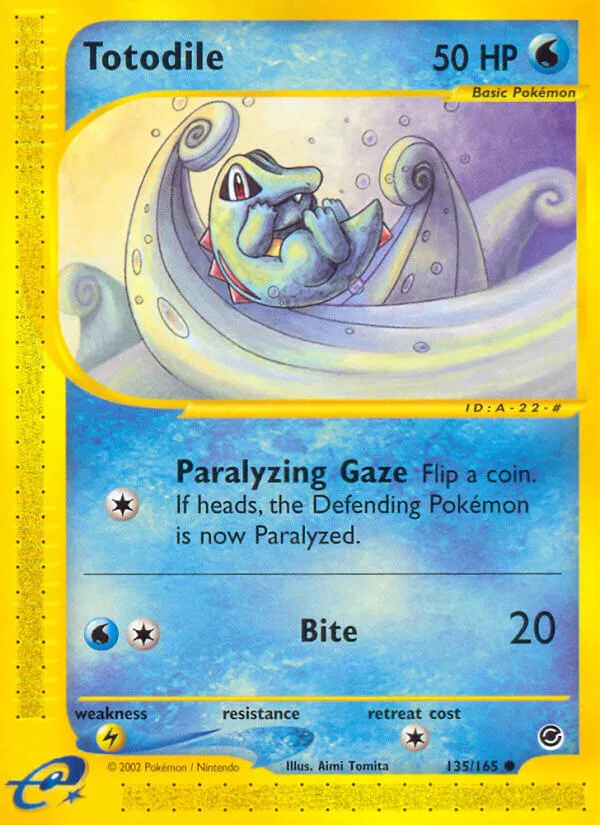 Totodile 50 HP
Basic Pokémon
ID:A-22-#
Paralyzing Gaze Flip a coin.
If heads, the Defending Pokémon
is now Paralyzed.
Bite 20
weakness resistance retreat cost
© 2002 Pokémon / Nintendo Illus. Aimi Tomita 135/165
e